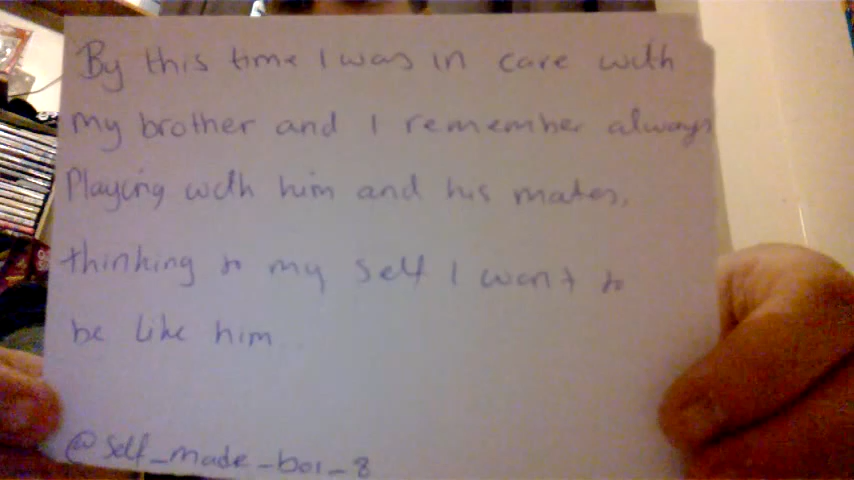 By this time I was in care with
my brother and I remember always
Playing with him and his mates,
thinking to my self I want to
be like him
@self_made_boi_8